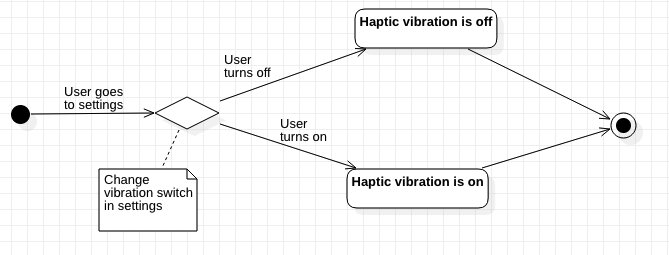 Haptic vibration is off
User
turns off
User goes
to settings
User
turns on
Change
vibration switch
in settings
Haptic vibration is on